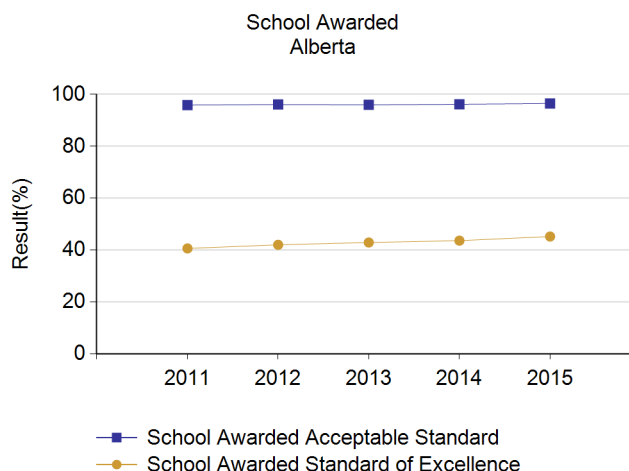 School Awarded
Alberta
Result(%)
100
80
60
40
20
0
2011 2012 2013 2014 2015
School Awarded Acceptable Standard
School Awarded Standard of Excellence